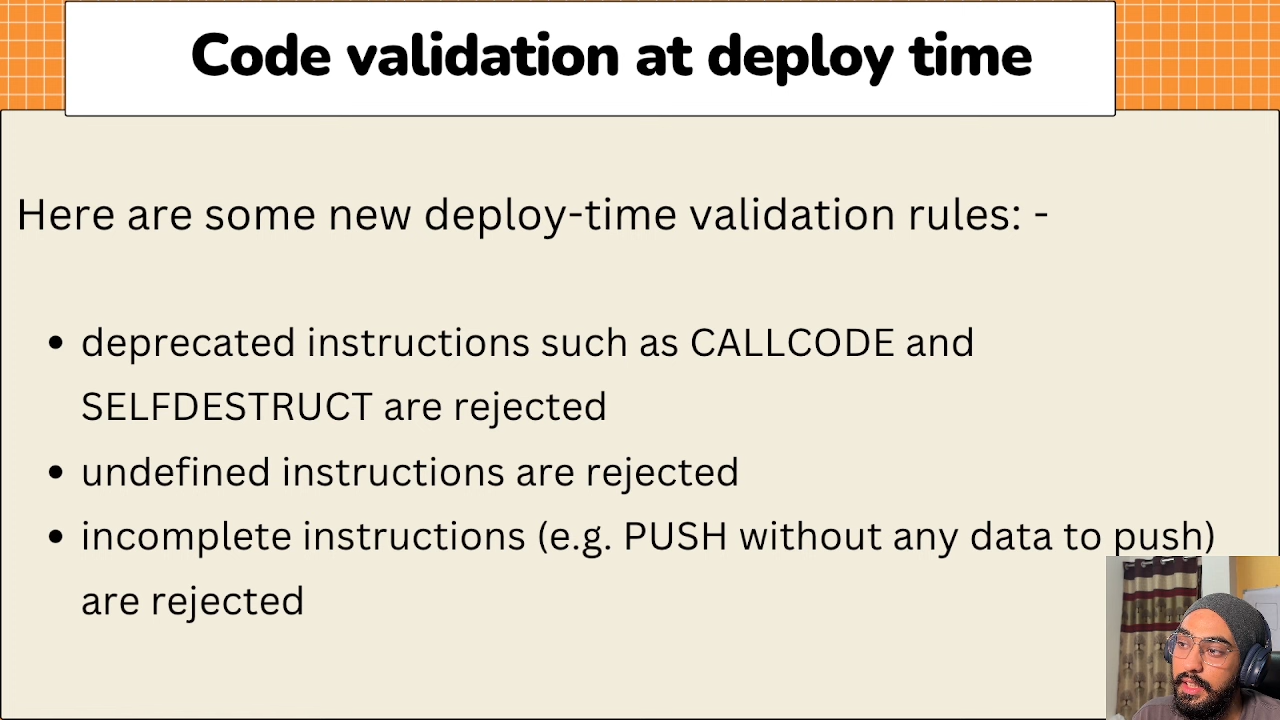 Code validation at deploy time
Here are some new deploy-time validation rules: -
• deprecated instructions such as CALLCODE and
SELFDESTRUCT are rejected
• undefined instructions are rejected
• incomplete instructions (e.g. PUSH without any data to push)
are rejected